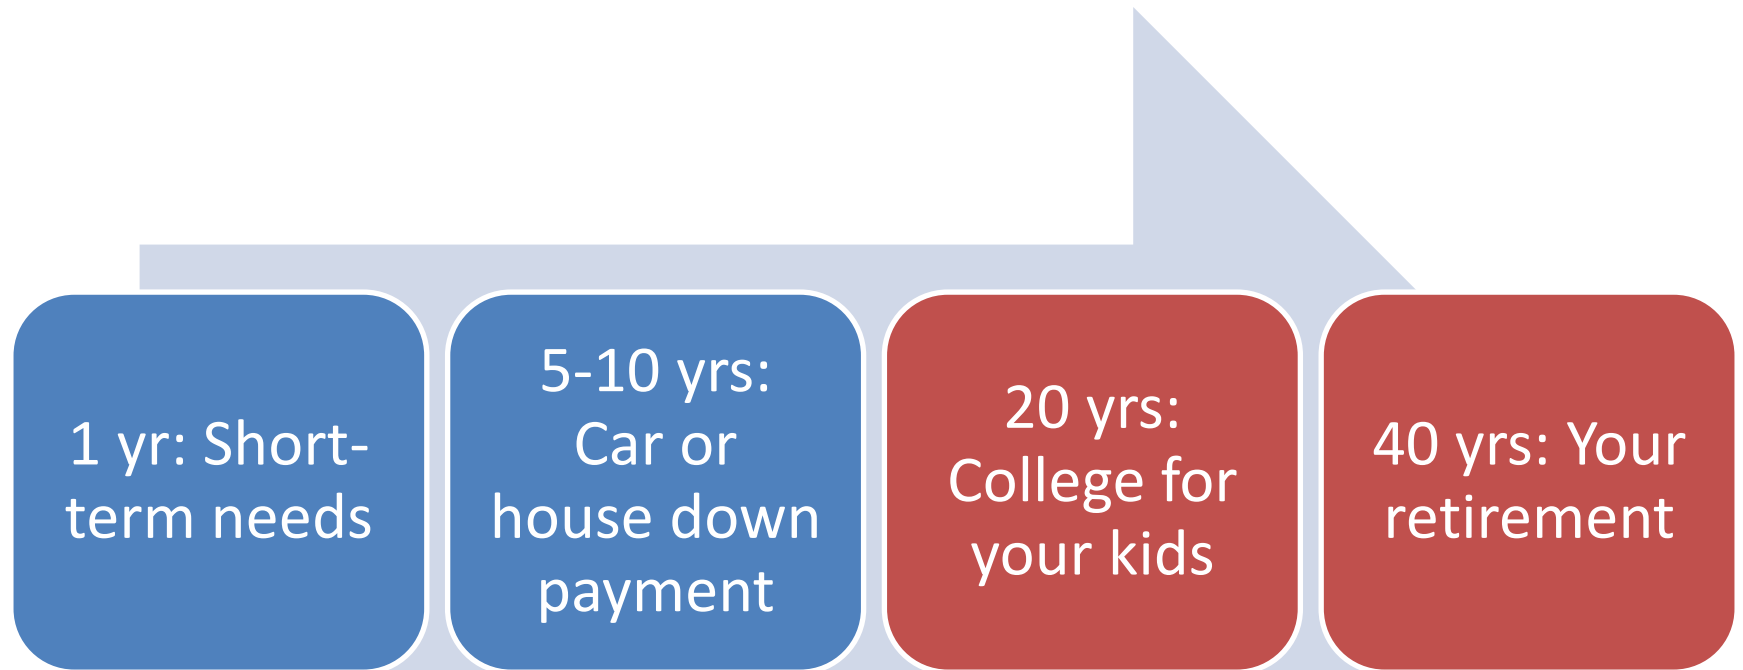 1 yr: Short-
term needs
5-10 yrs:
Car or
house down
payment
20 yrs:
College for
your kids
40 yrs: Your
retirement